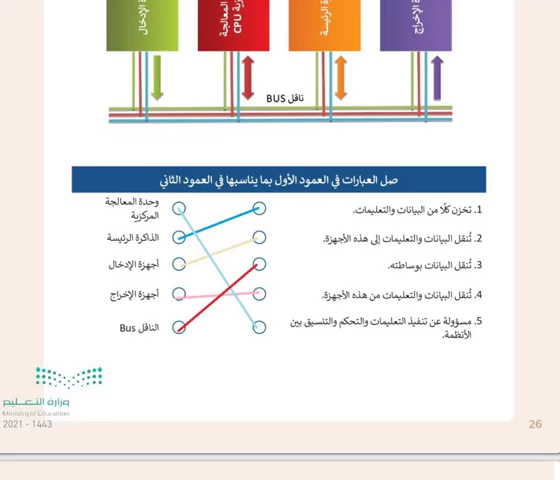 الإدخال
المعالجة
CPU
الرئيسة
الإخراج
ناقل BUS
صل العبارات في العمود الأول بما يناسبها في العمود الثاني
1. تخزن كلًا من البيانات والتعليمات.
وحدة المعالجة المركزية
2. تُنقل البيانات والتعليمات إلى هذه الأجهزة.
الذاكرة الرئيسة
3. تُنقل البيانات بوساطته.
أجهزة الإدخال
4. تُنقل البيانات والتعليمات من هذه الأجهزة.
أجهزة الإخراج
5. مسؤولة عن تنفيذ التعليمات والتحكم والتنسيق بين
الأنظمة.
الناقل Bus
وزارة التعليم
Ministry of Education
2021 - 1443
26